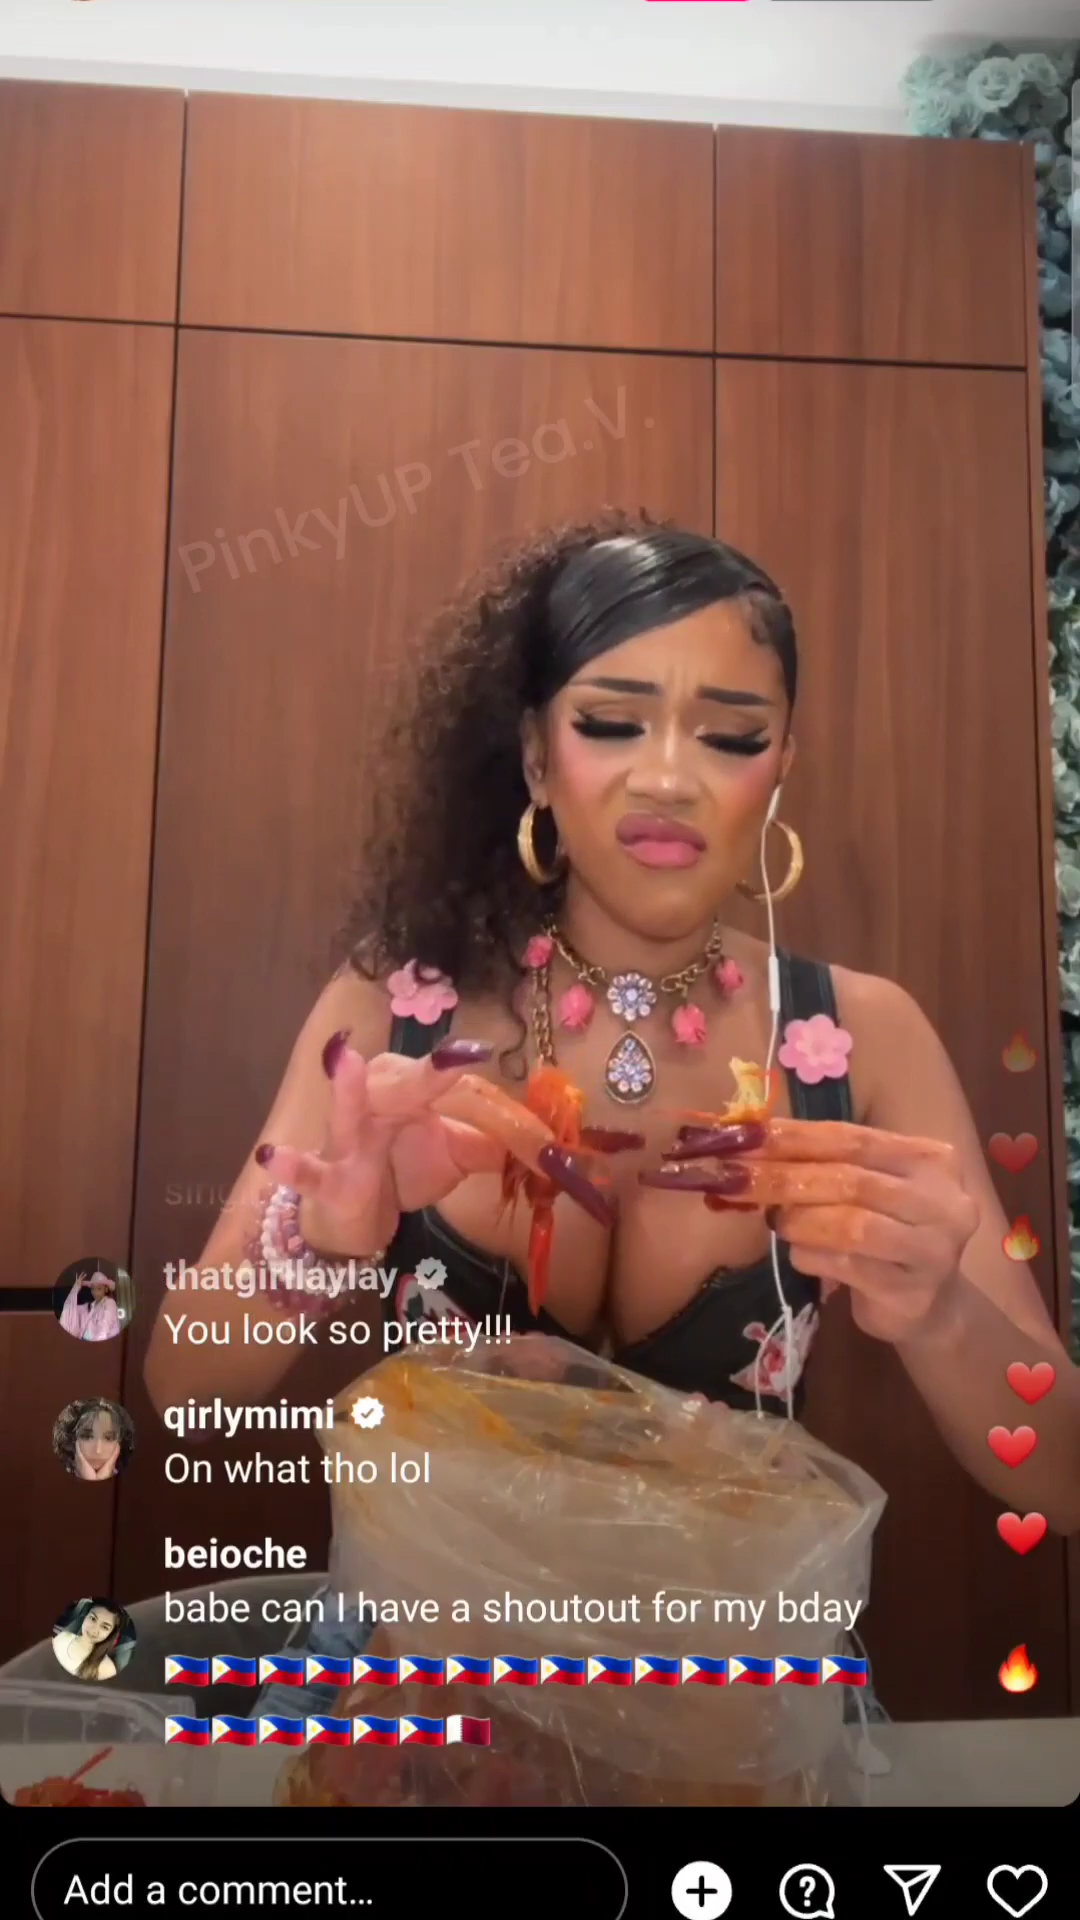 PinkyUP Tea.V.
thatgirllaylay
You look so pretty!!!
qirlymimi
On what tho lol
beioche
babe can I have a shoutout for my bday
🇵🇭🇵🇭🇵🇭🇵🇭🇵🇭🇵🇭🇵🇭🇵🇭🇵🇭🇵🇭🇵🇭🇵🇭🇵🇭🇵🇭🇵🇭
🇵🇭🇵🇭🇵🇭🇵🇭🇵🇭🇵🇭🇶🇦
Add a comment...